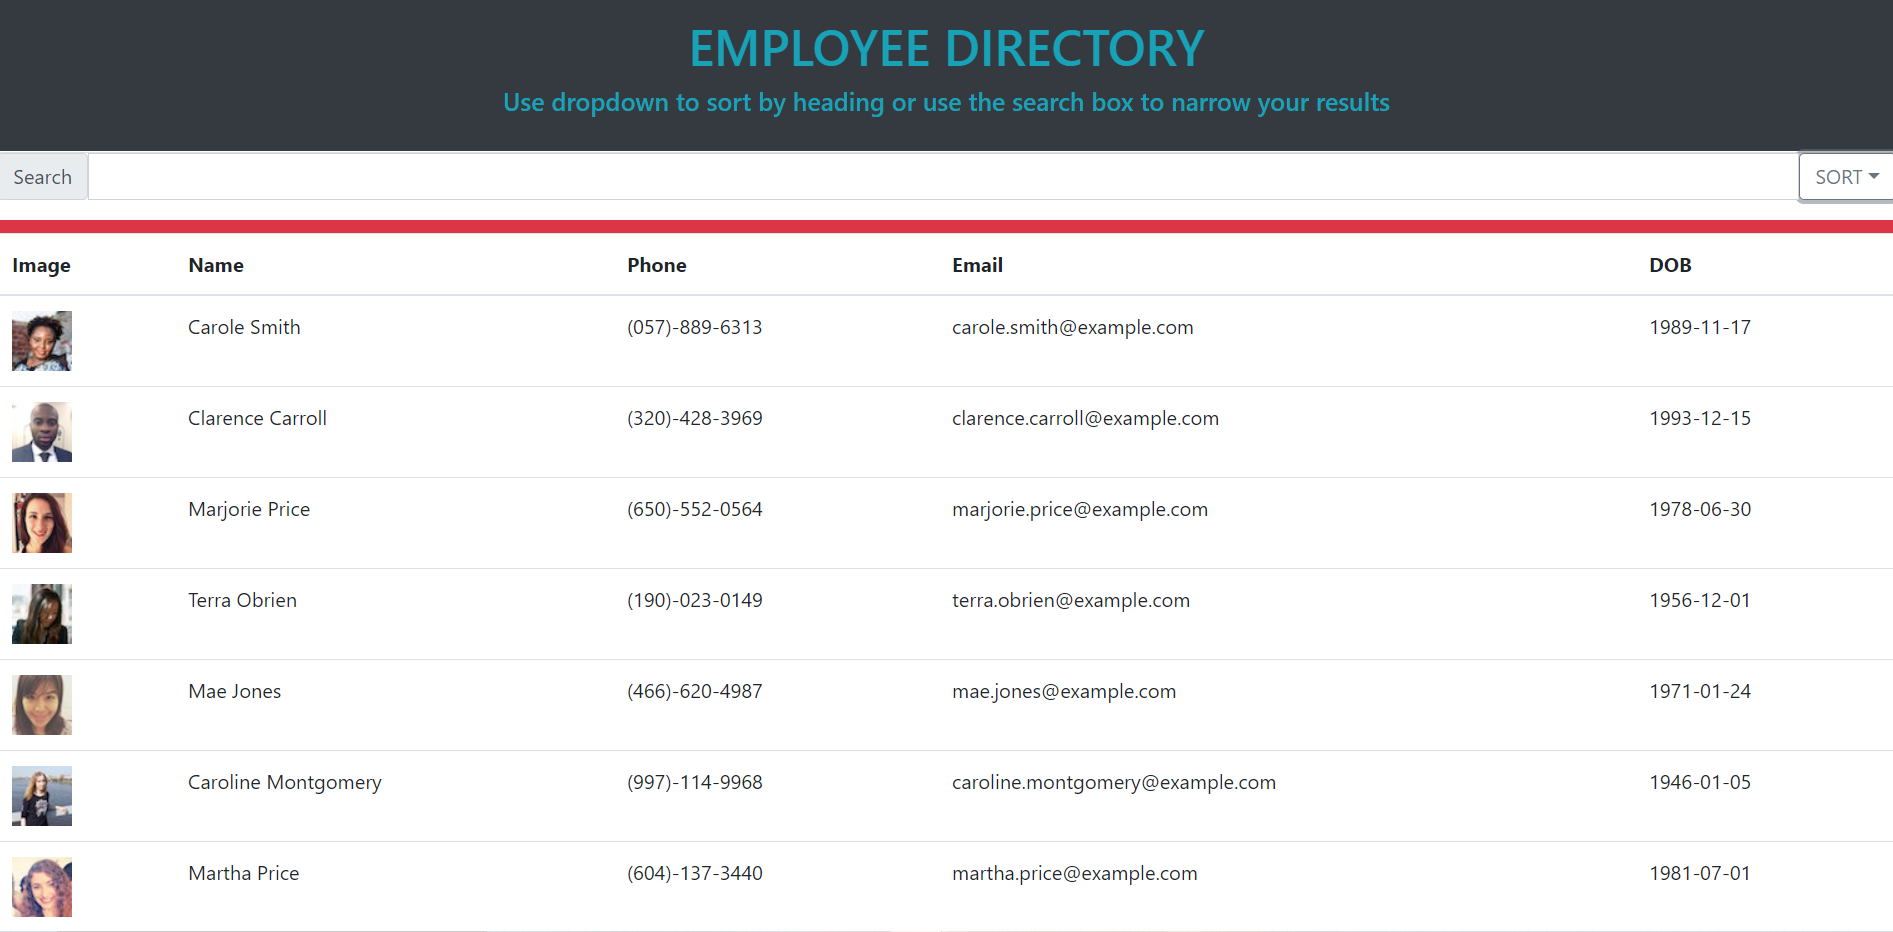 EMPLOYEE DIRECTORY
Use dropdown to sort by heading or use the search box to narrow your results
Search SORT
Image Name Phone Email DOB
Carole Smith (057)-889-6313 carole.smith@example.com 1989-11-17
Clarence Carroll (320)-428-3969 clarence.carroll@example.com 1993-12-15
Marjorie Price (650)-552-0564 marjorie.price@example.com 1978-06-30
Terra Obrien (190)-023-0149 terra.obrien@example.com 1956-12-01
Mae Jones (466)-620-4987 mae.jones@example.com 1971-01-24
Caroline Montgomery (997)-114-9968 caroline.montgomery@example.com 1946-01-05
Martha Price (604)-137-3440 martha.price@example.com 1981-07-01